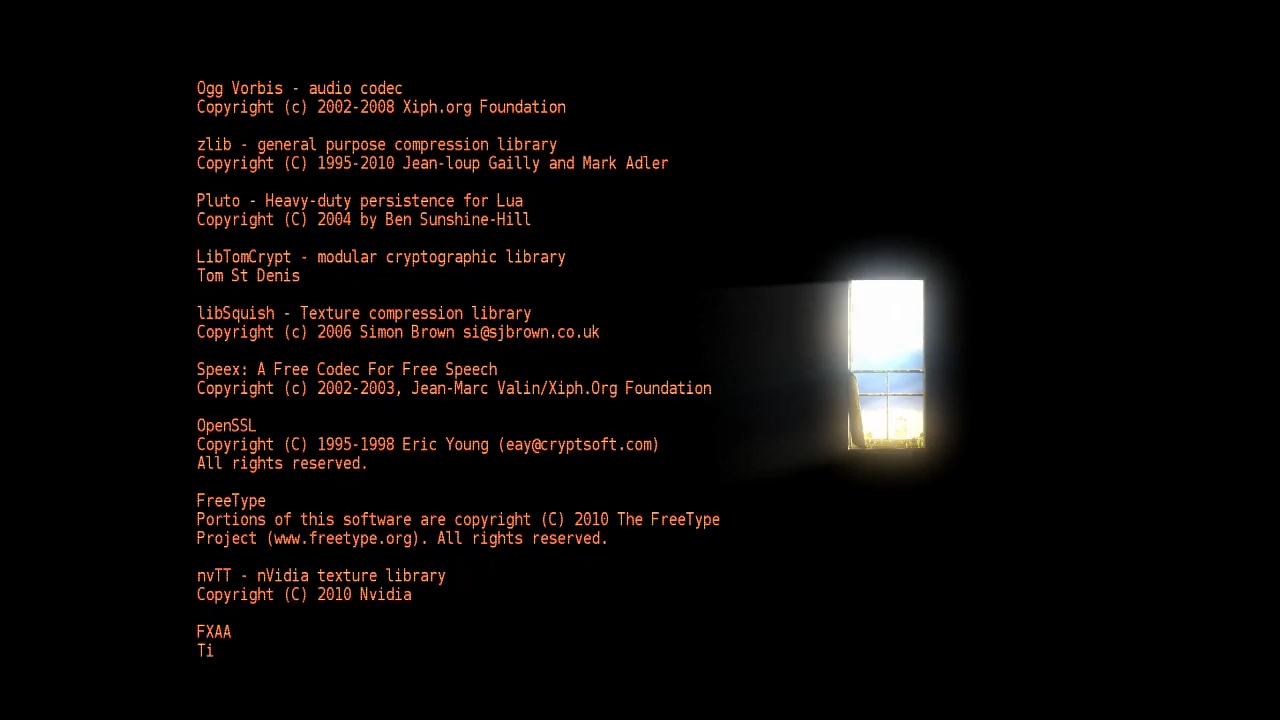 Ogg Vorbis - audio codec
Copyright (c) 2002-2008 Xiph.org Foundation
zlib - general purpose compression library
Copyright (C) 1995-2010 Jean-loup Gailly and Mark Adler
Pluto - Heavy-duty persistence for Lua
Copyright (C) 2004 by Ben Sunshine-Hill
LibTomCrypt - modular cryptographic library
Tom St Denis
libSquish - Texture compression library
Copyright (c) 2006 Simon Brown si@sjbrown.co.uk
Speex: A Free Codec For Free Speech
Copyright (c) 2002-2003, Jean-Marc Valin/Xiph.Org Foundation
OpenSSL
Copyright (C) 1995-1998 Eric Young (eay@cryptsoft.com)
All rights reserved.
FreeType
Portions of this software are copyright (C) 2010 The FreeType
Project (www.freetype.org). All rights reserved.
nvTT - nVidia texture library
Copyright (C) 2010 Nvidia
FXAA
Ti